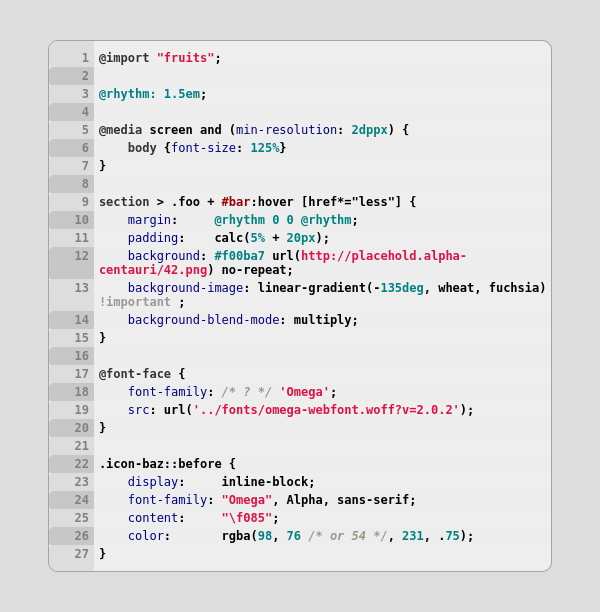 1 @import "fruits";
2
3 @rhythm: 1.5em;
4
5 @media screen and (min-resolution: 2dppx) {
6     body {font-size: 125%}
7 }
8
9 section > .foo + #bar:hover [href*="less"] {
10     margin:     @rhythm 0 0 @rhythm;
11     padding:    calc(5% + 20px);
12     background: #f00ba7 url(http://placehold.alpha-
centauri/42.png) no-repeat;
13     background-image: linear-gradient(-135deg, wheat, fuchsia)
!important ;
14     background-blend-mode: multiply;
15 }
16
17 @font-face {
18     font-family: /* ? */ 'Omega';
19     src: url('../fonts/omega-webfont.woff?v=2.0.2');
20 }
21
22 .icon-baz::before {
23     display:     inline-block;
24     font-family: "Omega", Alpha, sans-serif;
25     content:     "\f085";
26     color:       rgba(98, 76 /* or 54 */, 231, .75);
27 }